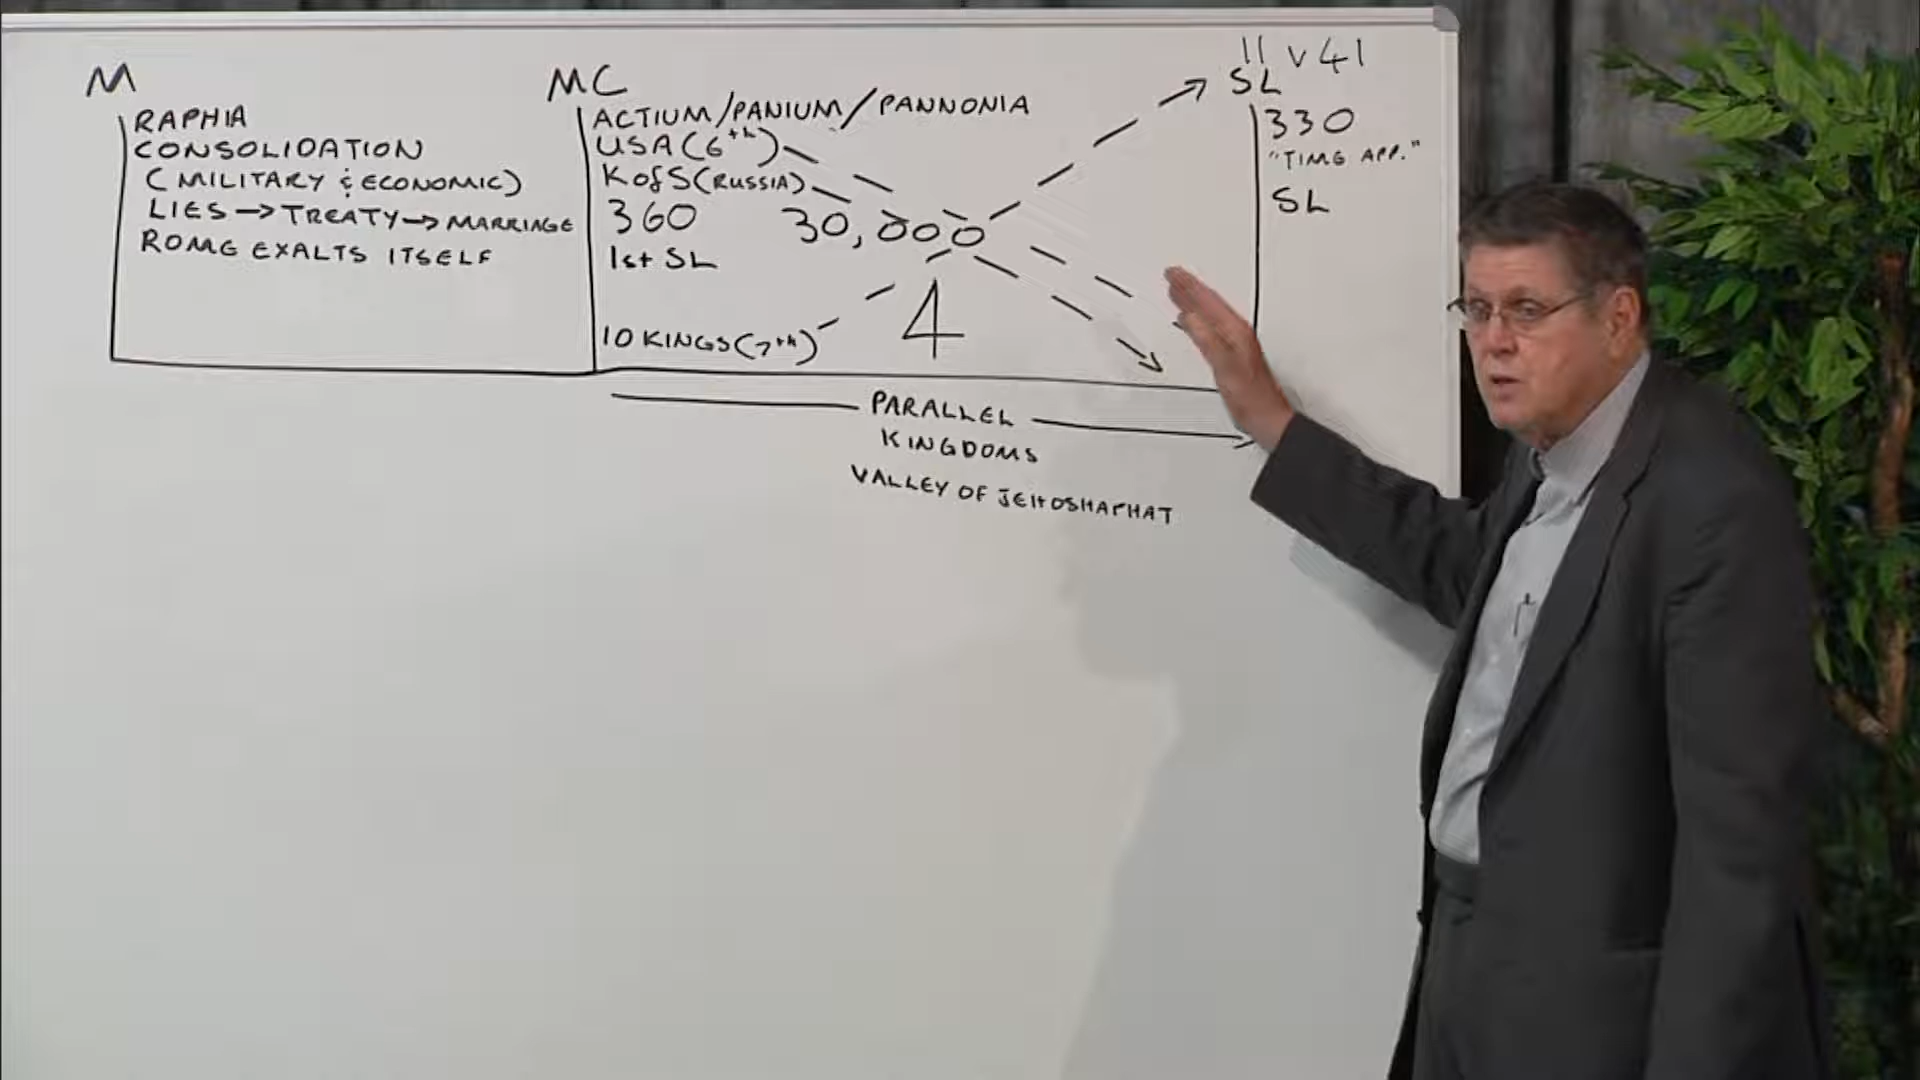 M
RAPHIA
CONSOLIDATION
(MILITARY & ECONOMIC)
LIES → TREATY → MARRIAGE
ROME EXALTS ITSELF
MC
ACTIUM/PANIUM/PANNONIA
USA (6th)
K of S (RUSSIA)
360 30,000
1st SL
4
10 KINGS (7th)
11 v 41
SL
330
"TIME APP."
SL
PARALLEL
KINGDOMS
VALLEY OF JEHOSHAPHAT